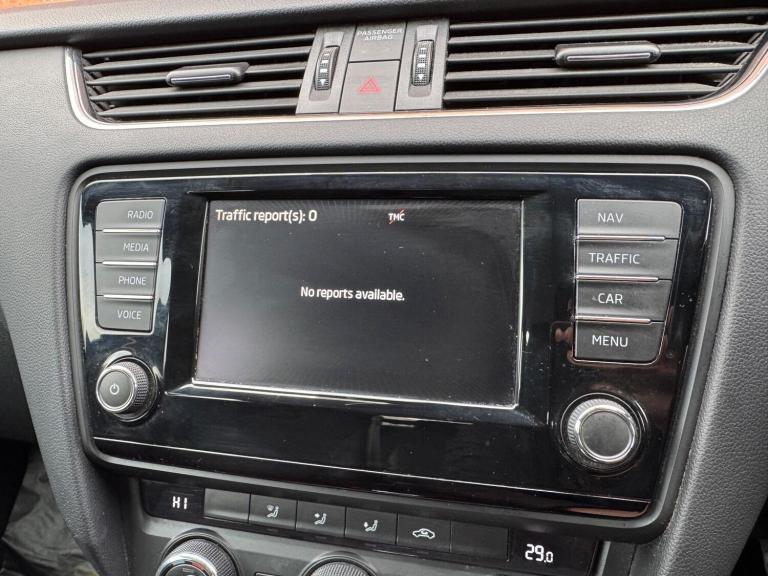 PASSENGER
AIRBAG
RADIO
MEDIA
PHONE
VOICE
Traffic report(s): 0
TMC
No reports available.
NAV
TRAFFIC
CAR
MENU
HI
29.0